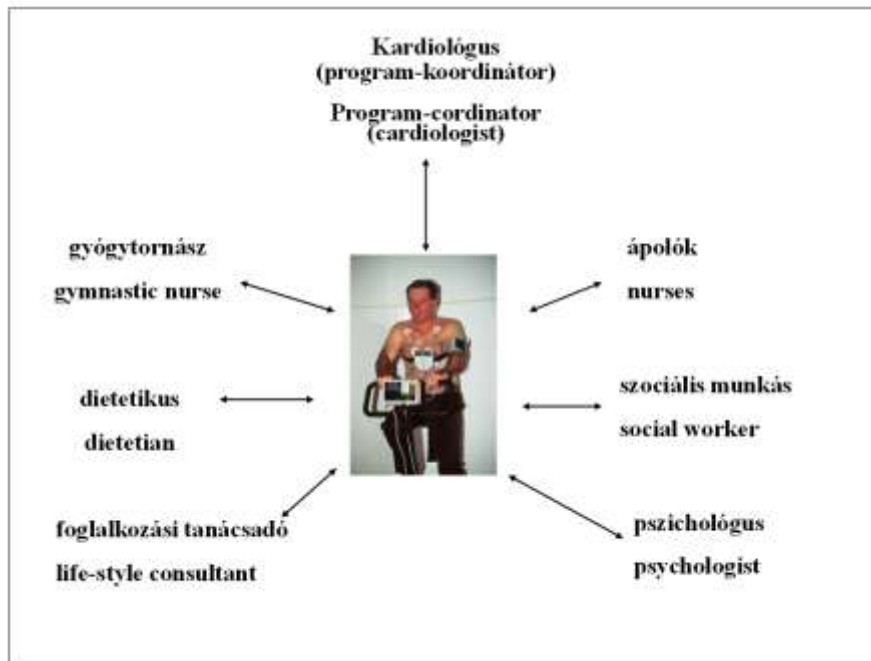 Kardiológus
(program-koordinátor)
Program-cordinator
(cardiologist)
gyógytornász
gymnastic nurse
ápolók
nurses
dietetikus
dietetian
szociális munkás
social worker
foglalkozási tanácsadó
life-style consultant
pszichológus
psychologist